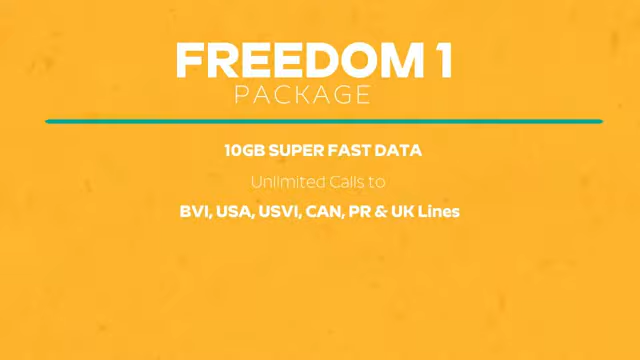 FREEDOM 1
PACKAGE
10GB SUPER FAST DATA
Unlimited Calls to
BVI, USA, USVI, CAN, PR & UK Lines